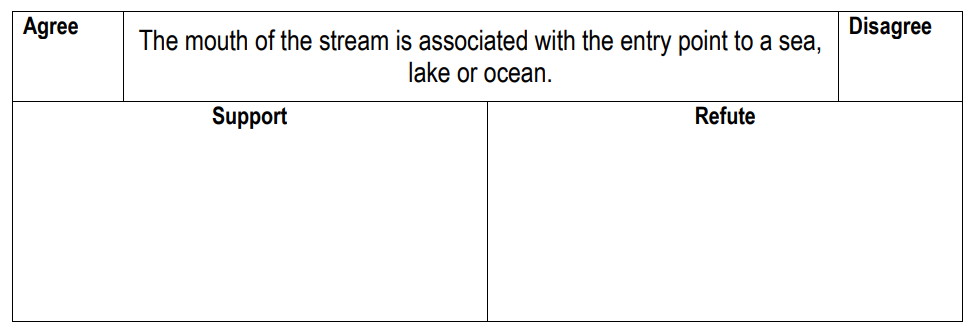 Agree
The mouth of the stream is associated with the entry point to a sea,
lake or ocean.
Disagree
Support
Refute